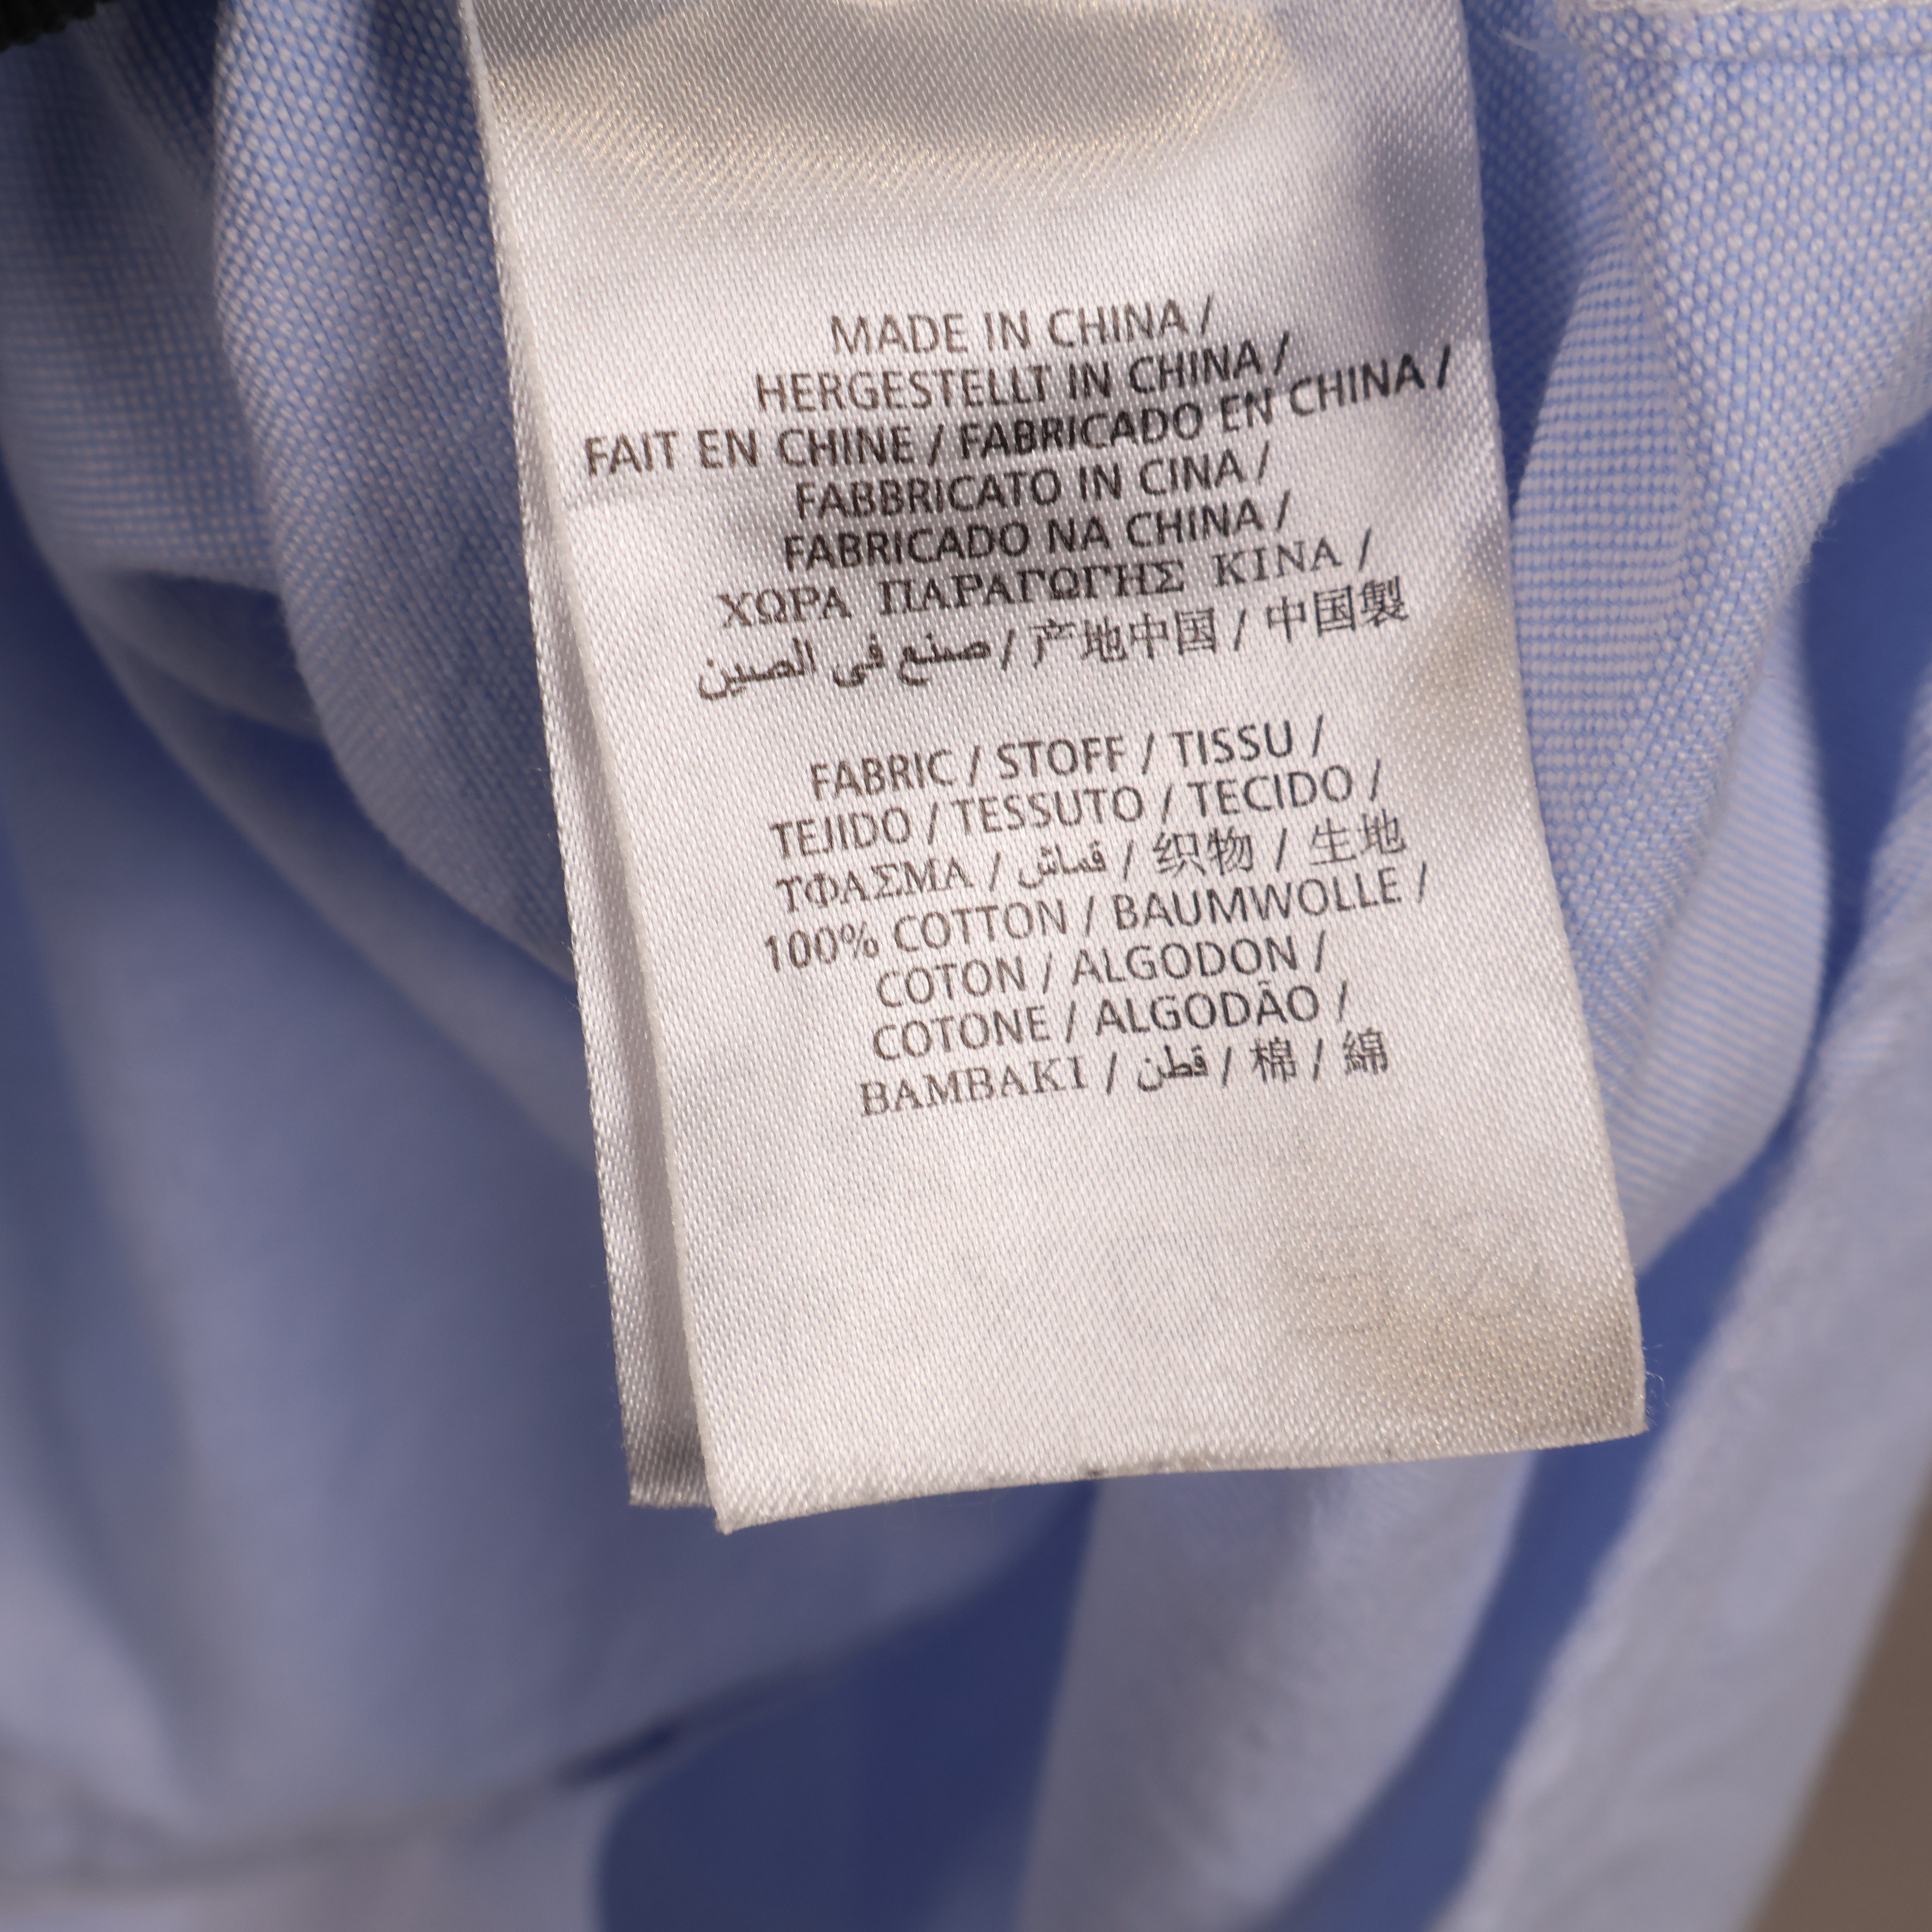 MADE IN CHINA /
HERGESTELLT IN CHINA /
FAIT EN CHINE / FABRICADO EN CHINA /
FABBRICATO IN CINA /
FABRICADO NA CHINA /
ΧΩΡΑ ΠΑΡΑΓΩΓΗΣ ΚΙΝΑ /
صنع في الصين / 产地中国 / 中国製
FABRIC / STOFF / TISSU /
TEJIDO / TESSUTO / TECIDO /
ΤΦΑΣΜΑ / قماش / 织物 / 生地
100% COTTON / BAUMWOLLE /
COTON / ALGODON /
COTONE / ALGODÃO /
ΒΑΜΒΑΚΙ / قطن / 棉 / 綿